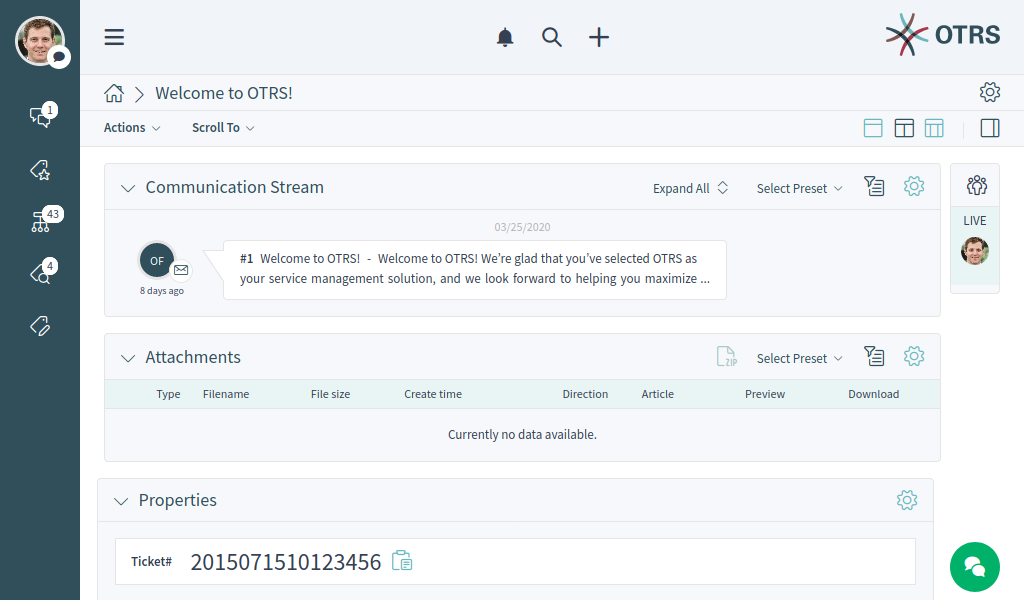 OTRS
1
43
4
Welcome to OTRS!
Actions Scroll To
Communication Stream Expand All Select Preset
LIVE
03/25/2020
OF
8 days ago
#1 Welcome to OTRS! - Welcome to OTRS! We're glad that you've selected OTRS as
your service management solution, and we look forward to helping you maximize ...
Attachments ZIP Select Preset
Type Filename File size Create time Direction Article Preview Download
Currently no data available.
Properties
Ticket# 2015071510123456